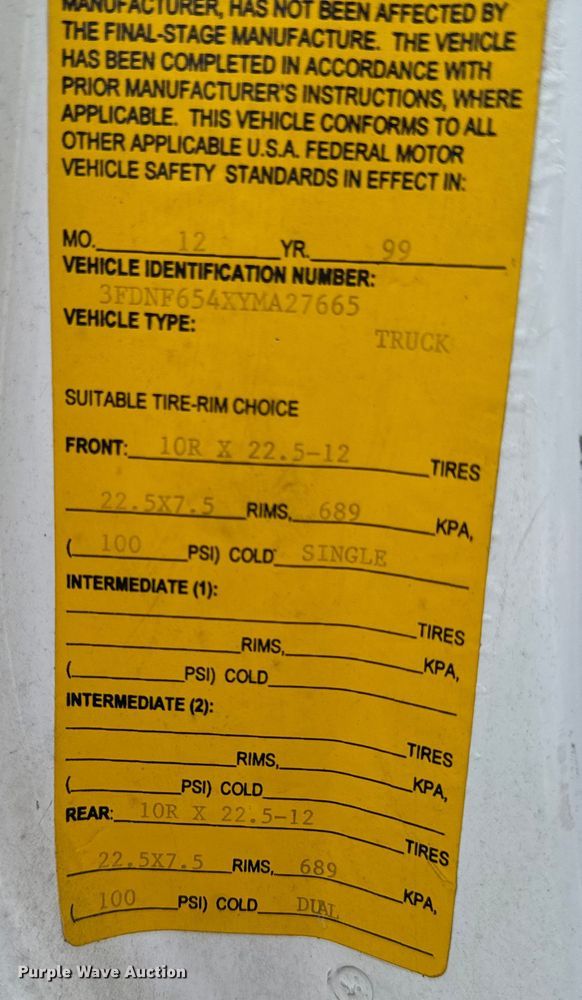 MANUFACTURER, HAS NOT BEEN AFFECTED BY
THE FINAL-STAGE MANUFACTURE. THE VEHICLE
HAS BEEN COMPLETED IN ACCORDANCE WITH
PRIOR MANUFACTURER'S INSTRUCTIONS, WHERE
APPLICABLE. THIS VEHICLE CONFORMS TO ALL
OTHER APPLICABLE U.S.A. FEDERAL MOTOR
VEHICLE SAFETY STANDARDS IN EFFECT IN:
MO. 12 YR. 99
VEHICLE IDENTIFICATION NUMBER:
3FDNF654XYMA27665
VEHICLE TYPE: TRUCK
SUITABLE TIRE-RIM CHOICE
FRONT: 10R X 22.5-12 TIRES
22.5X7.5 RIMS, 689 KPA,
( 100 PSI) COLD SINGLE
INTERMEDIATE (1):
TIRES
RIMS, KPA,
( PSI) COLD
INTERMEDIATE (2):
TIRES
RIMS, KPA,
( PSI) COLD
REAR: 10R X 22.5-12 TIRES
22.5X7.5 RIMS, 689 KPA,
( 100 PSI) COLD DUAL
Purple Wave Auction